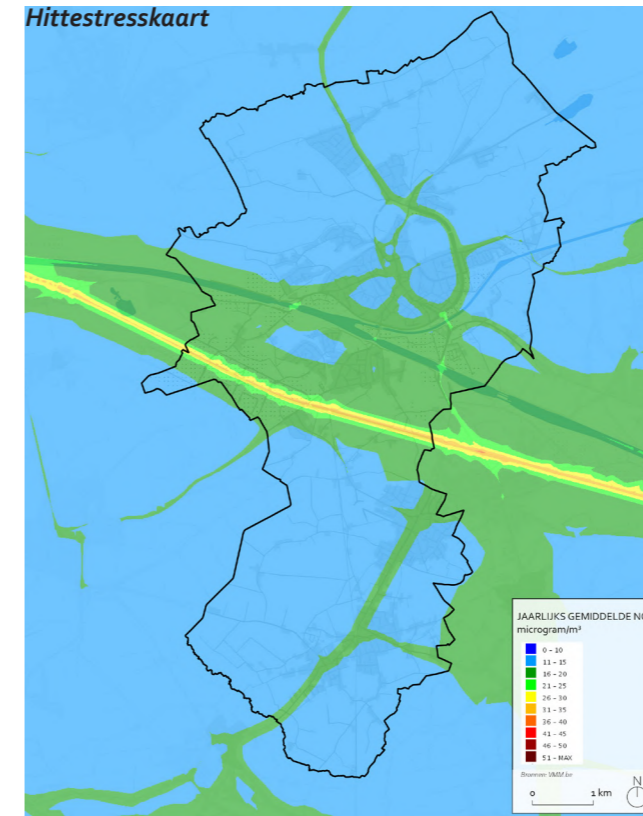 Hittestresskaart
JAARLIJKS GEMIDDELDE NO
microgram/m³
0 - 10
11 - 15
16 - 20
21 - 25
26 - 30
31 - 35
36 - 40
41 - 45
46 - 50
51 - MAX
Bronnen: VMM.be
N
0 1 km